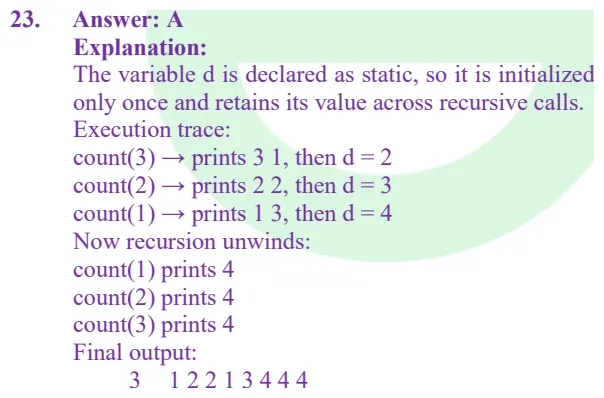 23. Answer: A
Explanation:
The variable d is declared as static, so it is initialized
only once and retains its value across recursive calls.
Execution trace:
count(3) → prints 3 1, then d = 2
count(2) → prints 2 2, then d = 3
count(1) → prints 1 3, then d = 4
Now recursion unwinds:
count(1) prints 4
count(2) prints 4
count(3) prints 4
Final output:
3 1 2 2 1 3 4 4 4